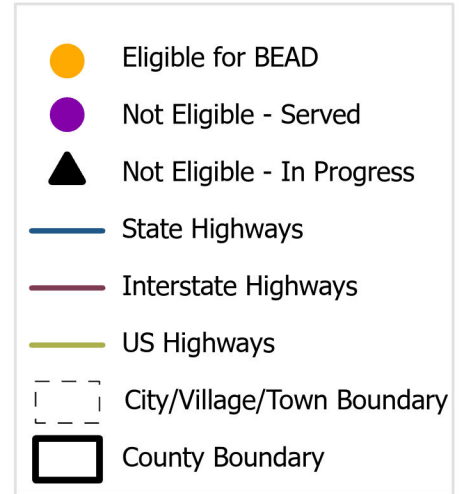 Eligible for BEAD
Not Eligible - Served
Not Eligible - In Progress
State Highways
Interstate Highways
US Highways
City/Village/Town Boundary
County Boundary